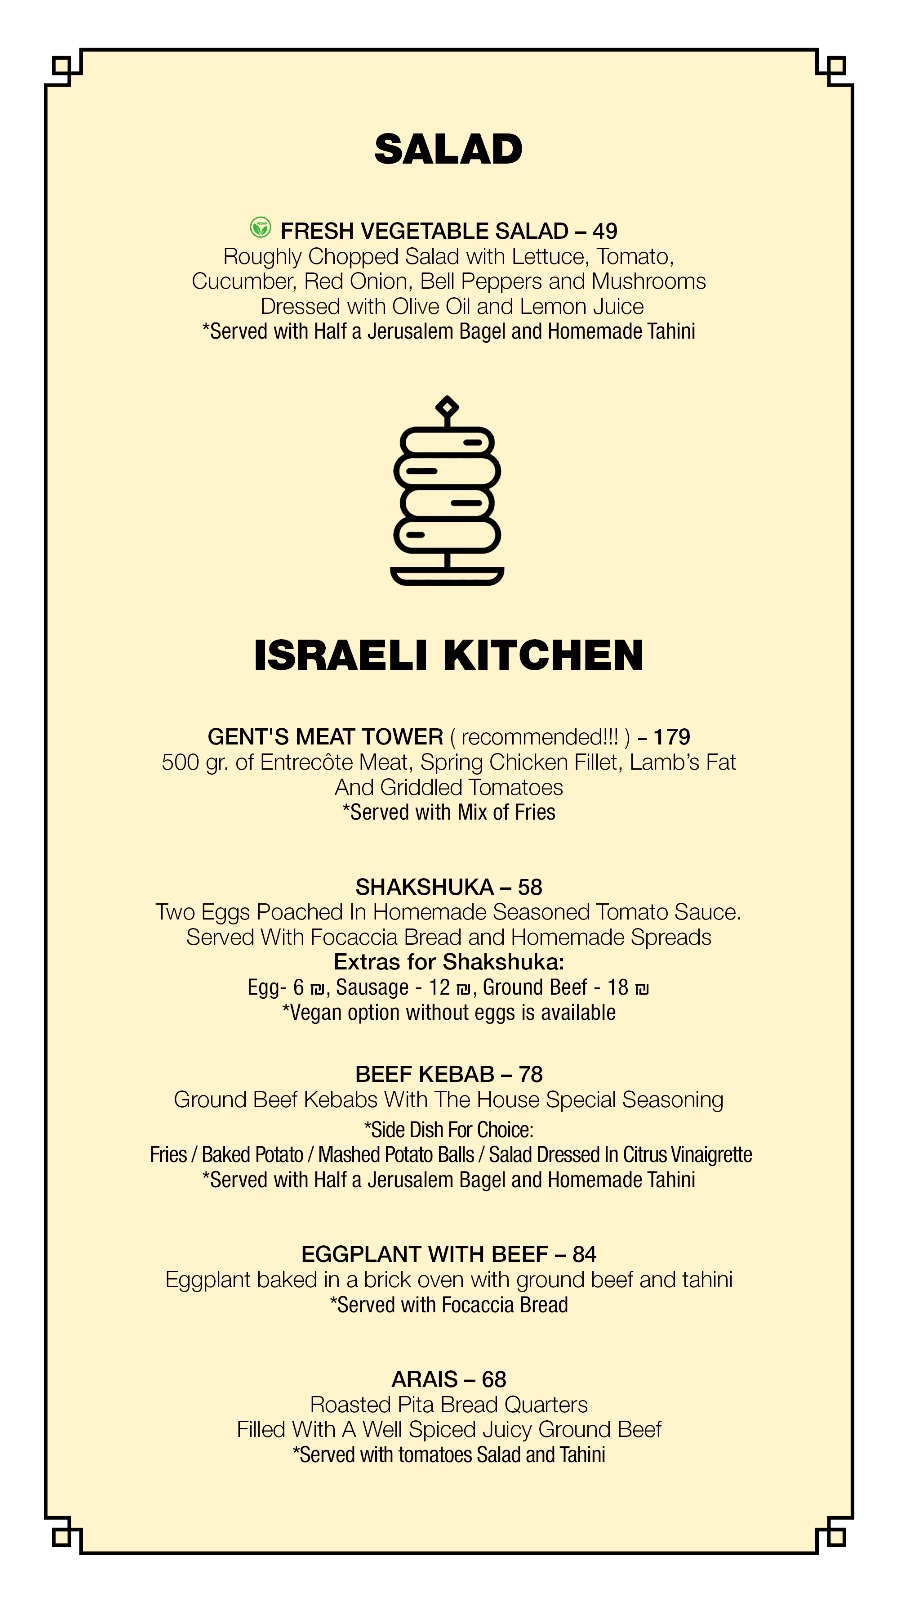 SALAD
FRESH VEGETABLE SALAD – 49
Roughly Chopped Salad with Lettuce, Tomato,
Cucumber, Red Onion, Bell Peppers and Mushrooms
Dressed with Olive Oil and Lemon Juice
*Served with Half a Jerusalem Bagel and Homemade Tahini
ISRAELI KITCHEN
GENT'S MEAT TOWER ( recommended!!! ) – 179
500 gr. of Entrecôte Meat, Spring Chicken Fillet, Lamb’s Fat
And Griddled Tomatoes
*Served with Mix of Fries
SHAKSHUKA – 58
Two Eggs Poached In Homemade Seasoned Tomato Sauce.
Served With Focaccia Bread and Homemade Spreads
Extras for Shakshuka:
Egg- 6 ₪, Sausage - 12 ₪, Ground Beef - 18 ₪
*Vegan option without eggs is available
BEEF KEBAB – 78
Ground Beef Kebabs With The House Special Seasoning
*Side Dish For Choice:
Fries / Baked Potato / Mashed Potato Balls / Salad Dressed In Citrus Vinaigrette
*Served with Half a Jerusalem Bagel and Homemade Tahini
EGGPLANT WITH BEEF – 84
Eggplant baked in a brick oven with ground beef and tahini
*Served with Focaccia Bread
ARAIS – 68
Roasted Pita Bread Quarters
Filled With A Well Spiced Juicy Ground Beef
*Served with tomatoes Salad and Tahini